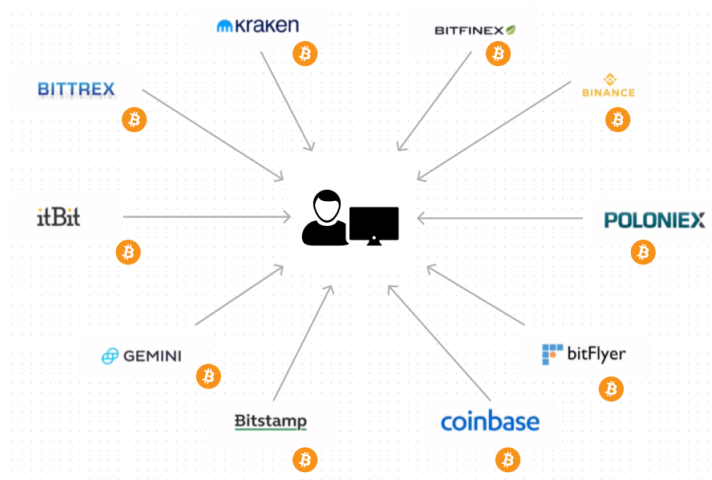 kraken
BITFINEX
BITTREX
BINANCE
itBit
POLONIEX
GEMINI
bitFlyer
Bitstamp
coinbase